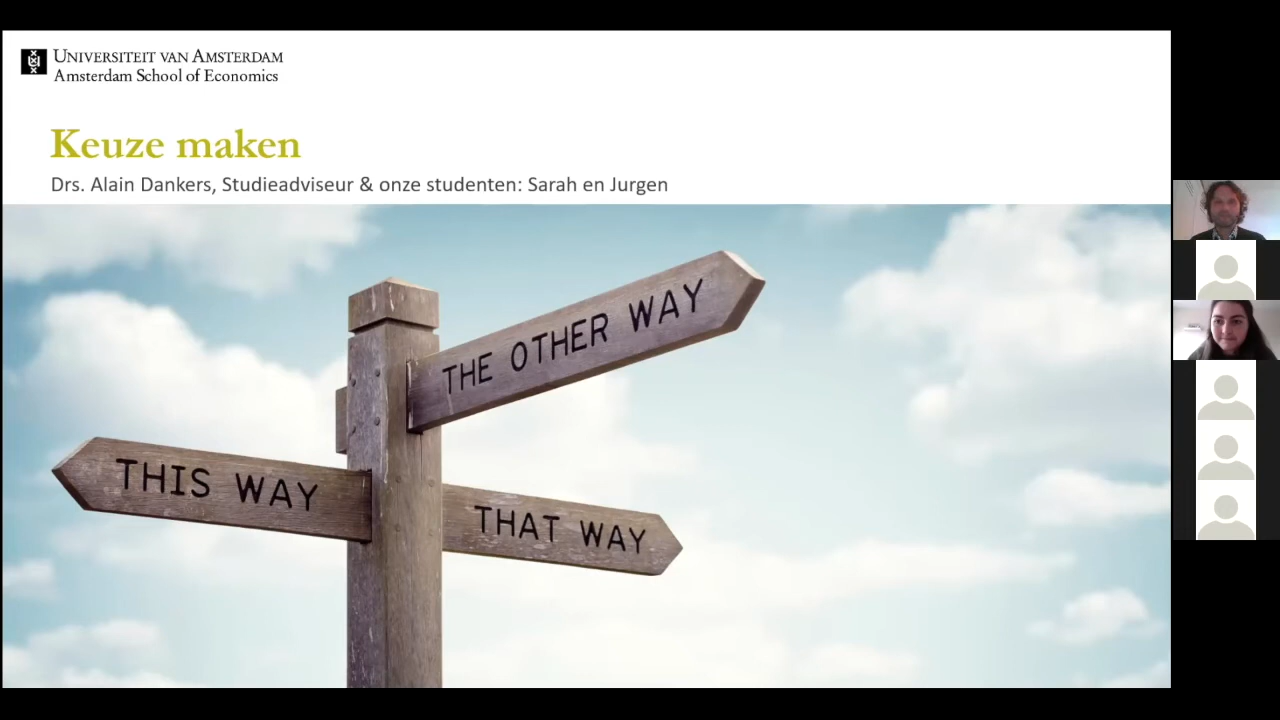 UNIVERSITEIT VAN AMSTERDAM
Amsterdam School of Economics
Keuze maken
Drs. Alain Dankers, Studieadviseur & onze studenten: Sarah en Jurgen
THE OTHER WAY
THIS WAY
THAT WAY